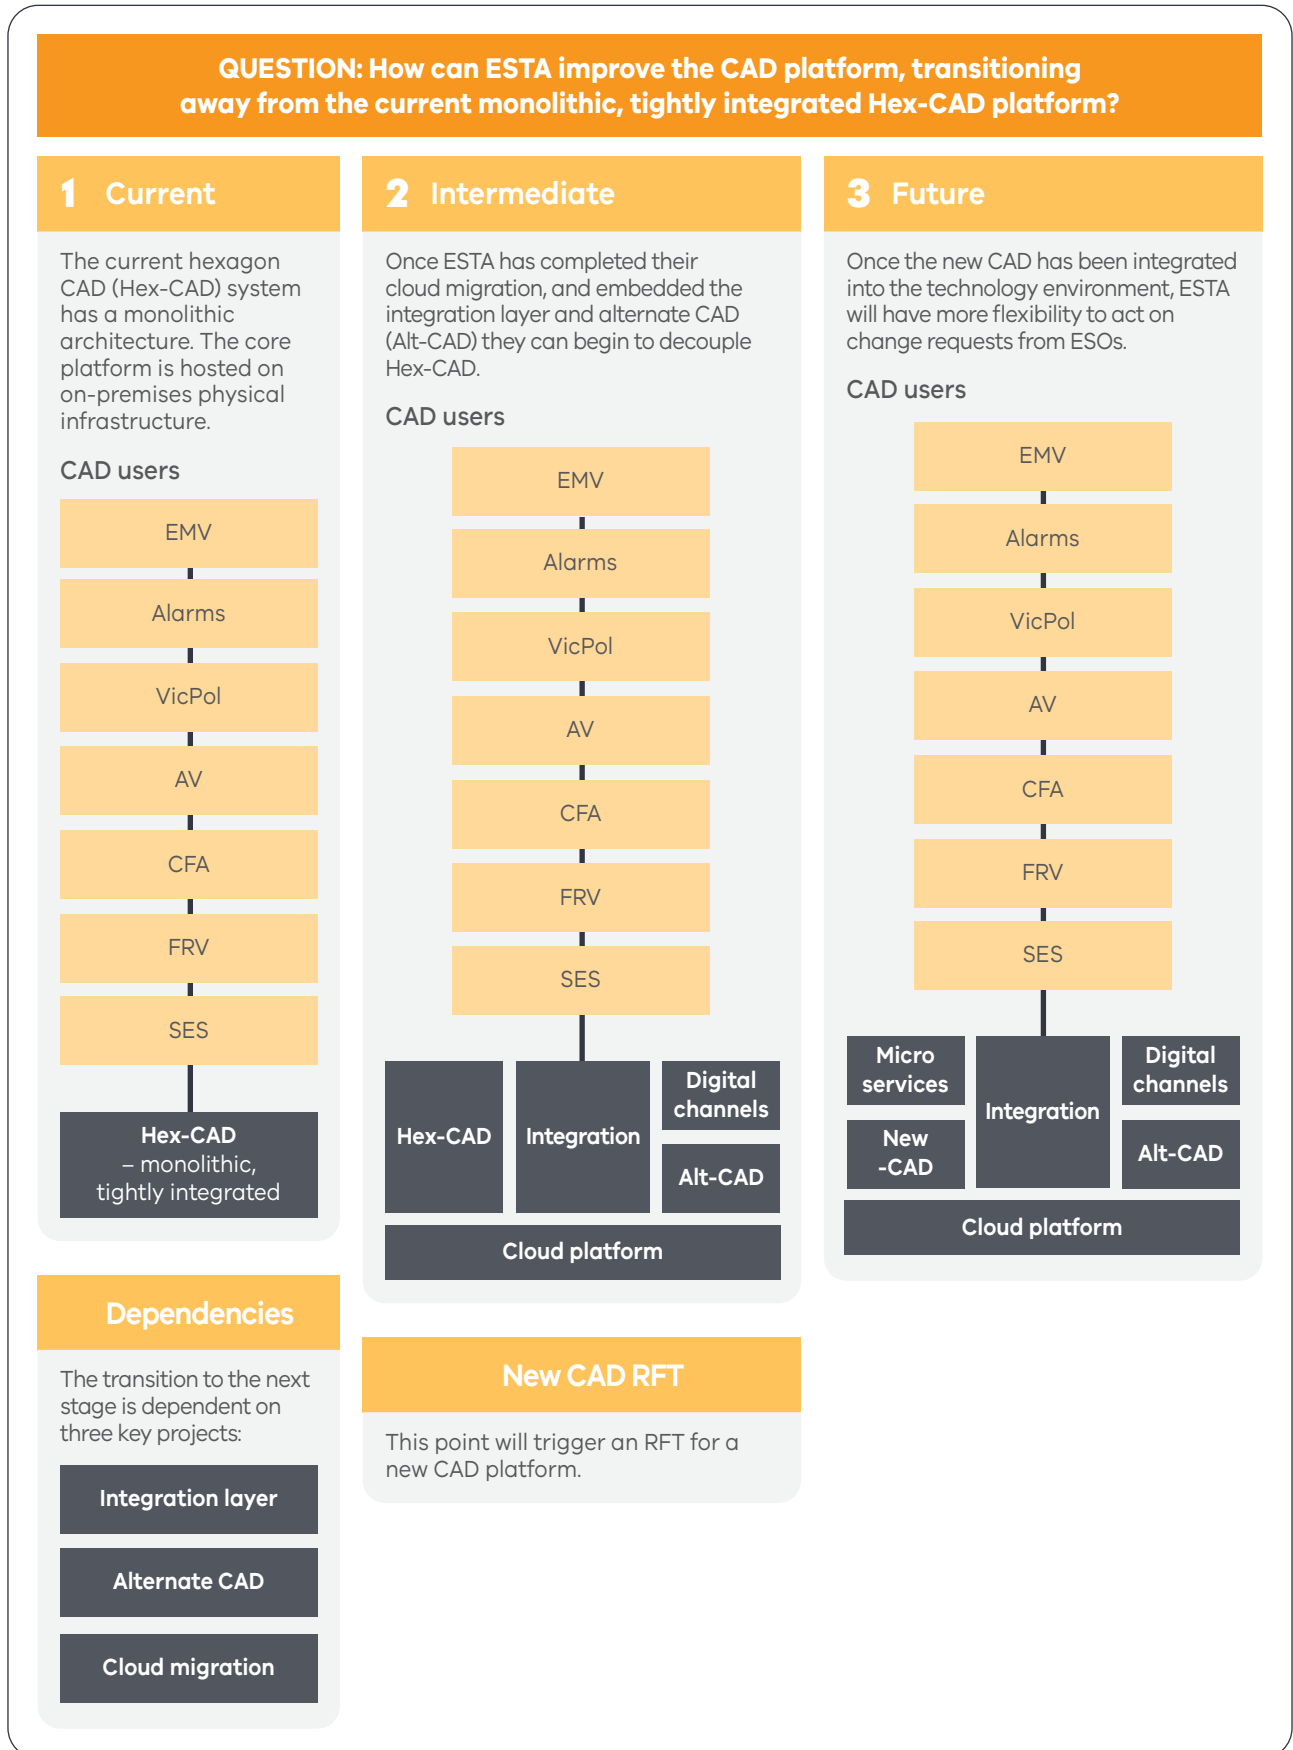 QUESTION: How can ESTA improve the CAD platform, transitioning
away from the current monolithic, tightly integrated Hex-CAD platform?
1 Current
The current hexagon
CAD (Hex-CAD) system
has a monolithic
architecture. The core
platform is hosted on
on-premises physical
infrastructure.
CAD users
EMV
Alarms
VicPol
AV
CFA
FRV
SES
Hex-CAD
– monolithic,
tightly integrated
Dependencies
The transition to the next
stage is dependent on
three key projects:
Integration layer
Alternate CAD
Cloud migration
2 Intermediate
Once ESTA has completed their
cloud migration, and embedded the
integration layer and alternate CAD
(Alt-CAD) they can begin to decouple
Hex-CAD.
CAD users
EMV
Alarms
VicPol
AV
CFA
FRV
SES
Hex-CAD
Integration
Digital
channels
Alt-CAD
Cloud platform
New CAD RFT
This point will trigger an RFT for a
new CAD platform.
3 Future
Once the new CAD has been integrated
into the technology environment, ESTA
will have more flexibility to act on
change requests from ESOs.
CAD users
EMV
Alarms
VicPol
AV
CFA
FRV
SES
Micro
services
New
-CAD
Integration
Digital
channels
Alt-CAD
Cloud platform